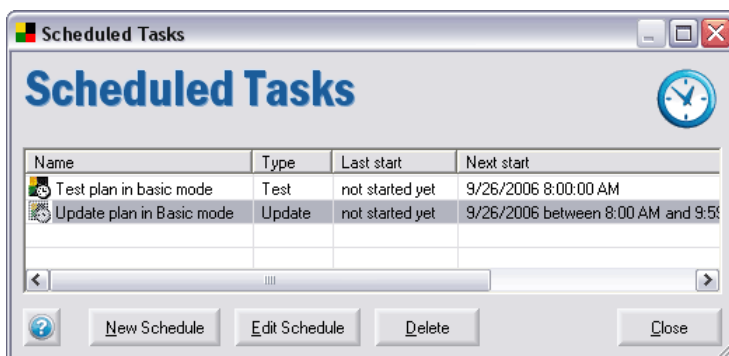 Scheduled Tasks
Scheduled Tasks
Name Type Last start Next start
Test plan in basic mode Test not started yet 9/26/2006 8:00:00 AM
Update plan in Basic mode Update not started yet 9/26/2006 between 8:00 AM and 9:59
? New Schedule Edit Schedule Delete Close